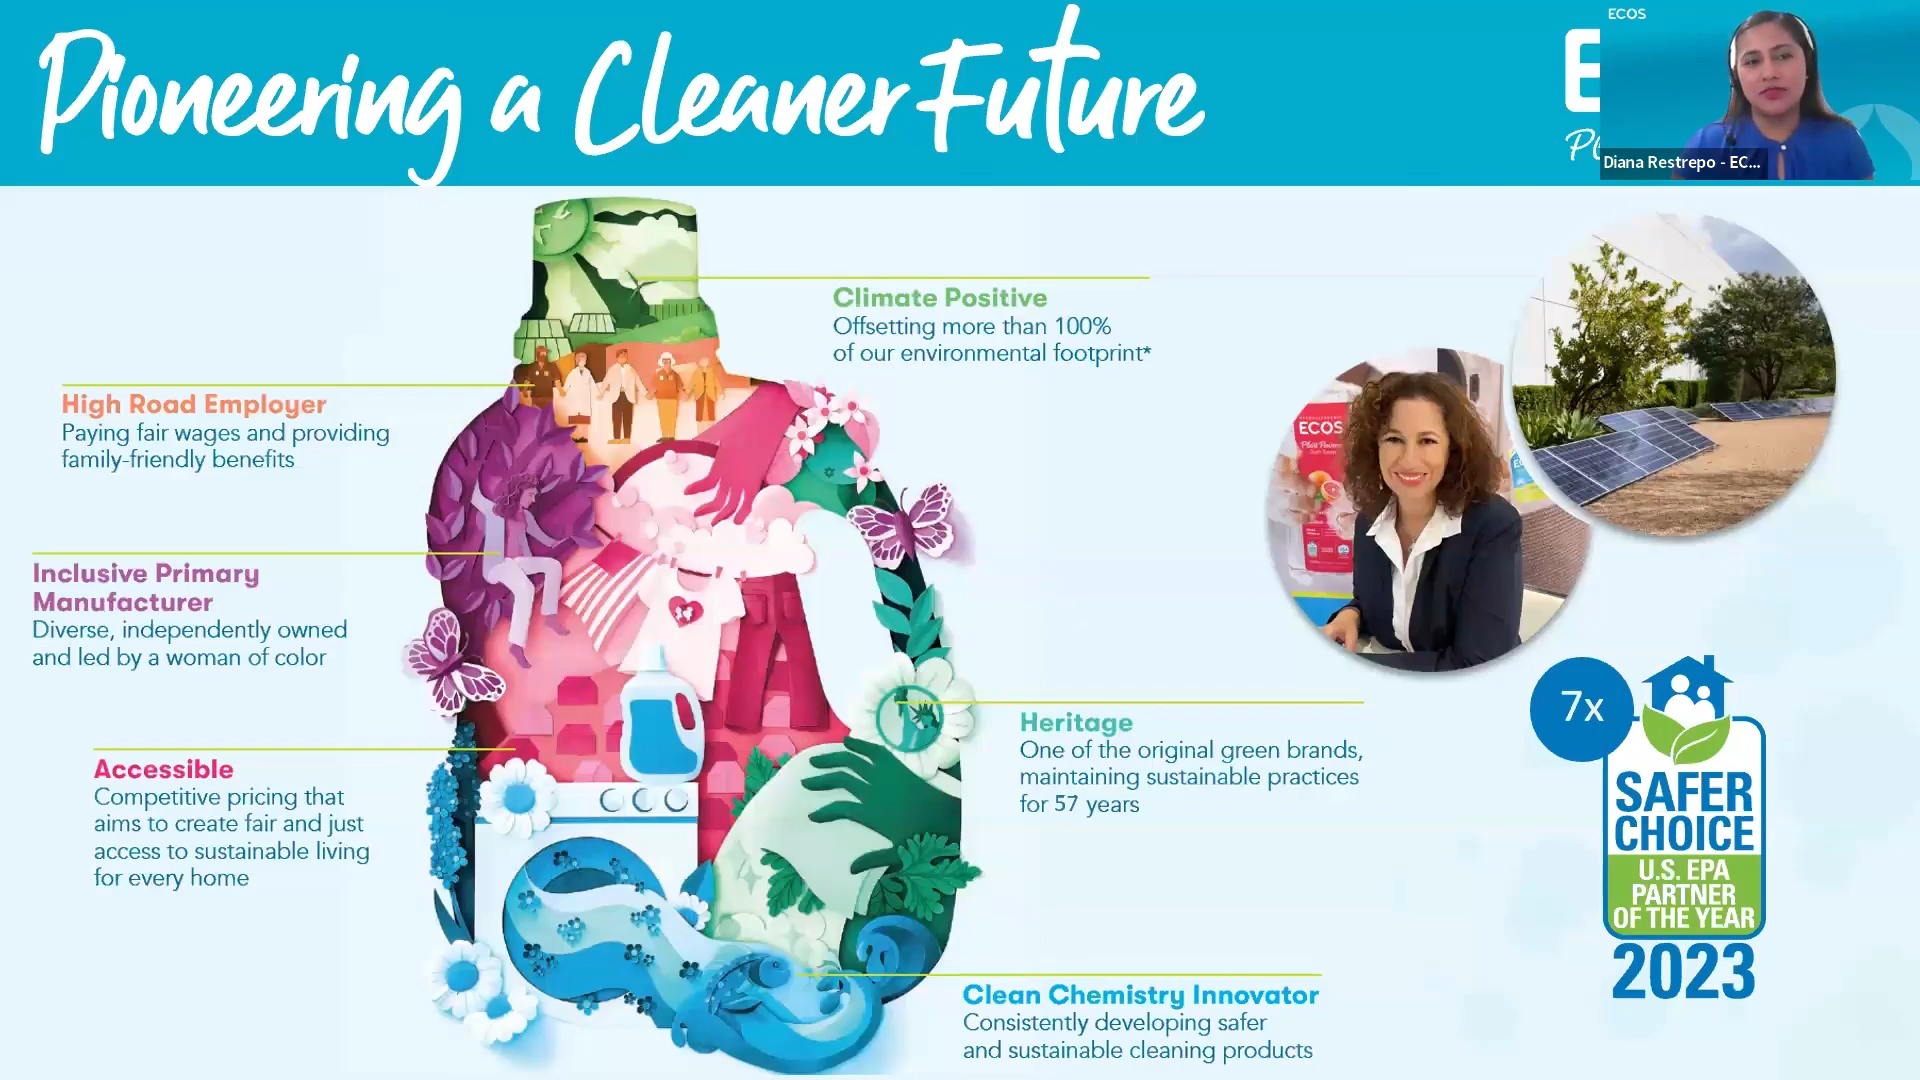 Pioneering a Cleaner Future
ECOS
Diana Restrepo - EC...
Climate Positive
Offsetting more than 100%
of our environmental footprint*
High Road Employer
Paying fair wages and providing
family-friendly benefits
ECOS
Inclusive Primary
Manufacturer
Diverse, independently owned
and led by a woman of color
Heritage
One of the original green brands,
maintaining sustainable practices
for 57 years
7x
SAFER
CHOICE
U.S. EPA
PARTNER
OF THE YEAR
2023
Accessible
Competitive pricing that
aims to create fair and just
access to sustainable living
for every home
Clean Chemistry Innovator
Consistently developing safer
and sustainable cleaning products